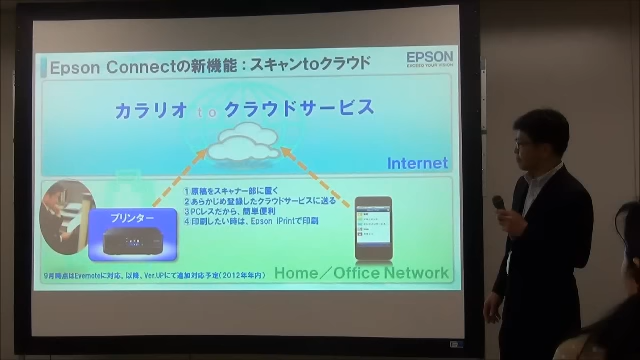 Epson Connectの新機能：スキャンtoクラウド
EPSON
EXCEED YOUR VISION
カラリオ to クラウドサービス
Internet
1 原稿をスキャナー部に置く
2 あらかじめ登録したクラウドサービスに送る
3 PCレスだから、簡単便利
4 印刷したい時は、Epson iPrintで印刷
プリンター
9月時点はEvernoteに対応、以降、Ver.UPにて追加対応予定（2012年年内）
Home／Office Network